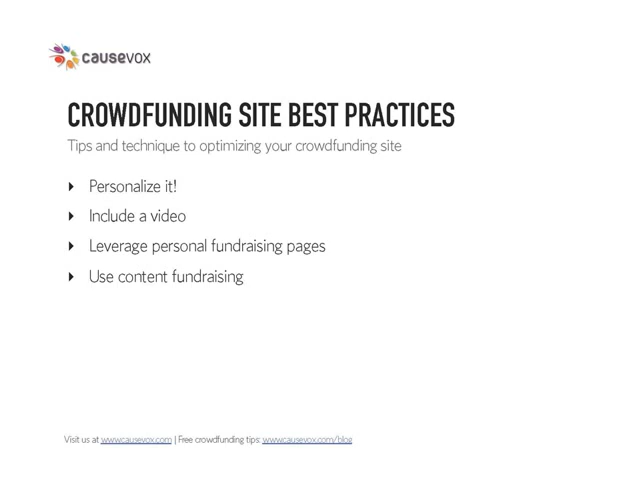 causevox
CROWDFUNDING SITE BEST PRACTICES
Tips and technique to optimizing your crowdfunding site
Personalize it!
Include a video
Leverage personal fundraising pages
Use content fundraising
Visit us at www.causevox.com | Free crowdfunding tips: www.causevox.com/blog